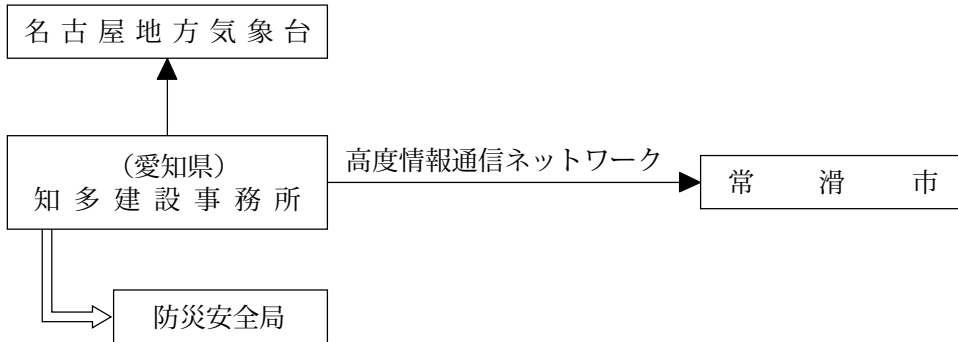 名古屋地方気象台
（愛知県）
知多建設事務所
高度情報通信ネットワーク
常滑市
防災安全局